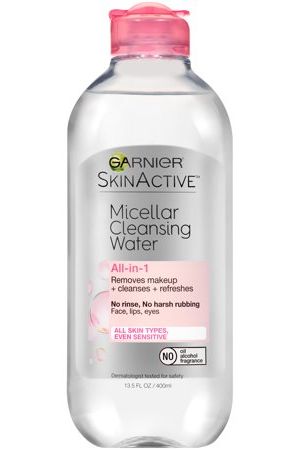 GARNIER
SKINACTIVE™
Micellar
Cleansing
Water
All-in-1
Removes makeup
+ cleanses + refreshes
No rinse, No harsh rubbing
Face, lips, eyes
ALL SKIN TYPES,
EVEN SENSITIVE
NO oil
alcohol
fragrance
Dermatologist tested for safety
13.5 FL OZ / 400ml